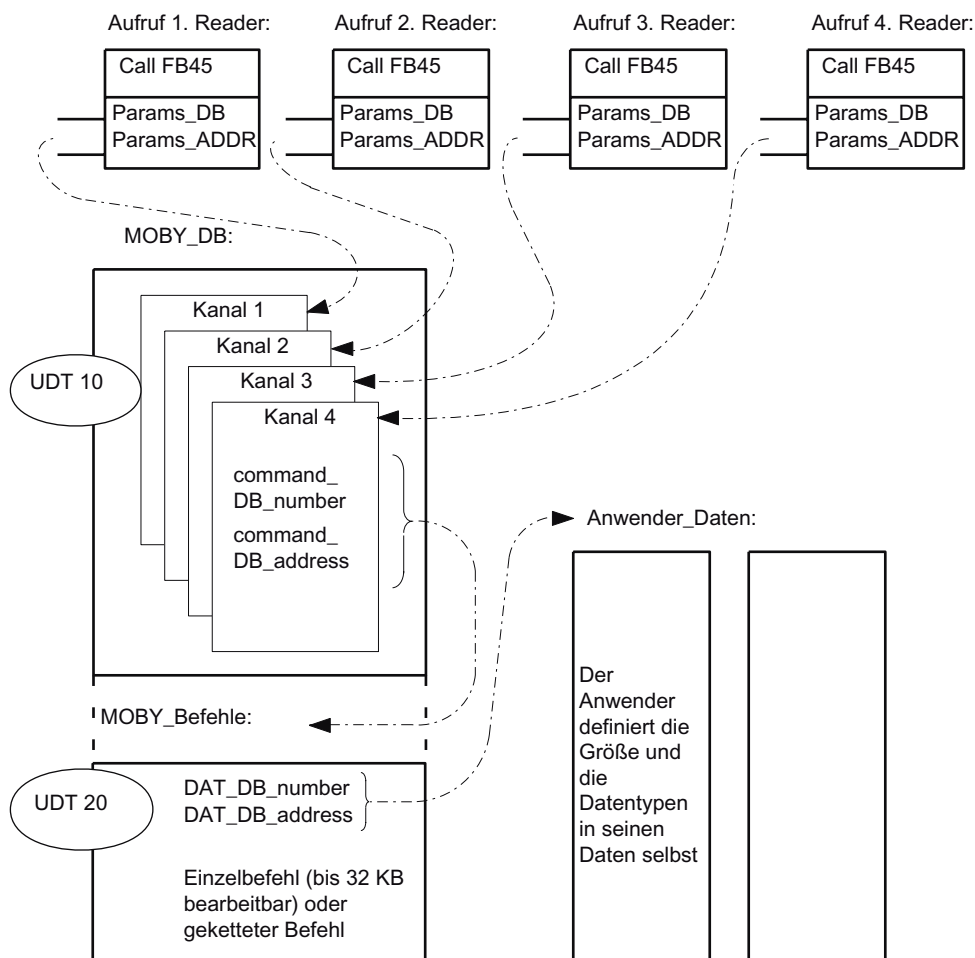 Aufruf 1. Reader:
Aufruf 2. Reader:
Aufruf 3. Reader:
Aufruf 4. Reader:
Call FB45
Params_DB
Params_ADDR
Call FB45
Params_DB
Params_ADDR
Call FB45
Params_DB
Params_ADDR
Call FB45
Params_DB
Params_ADDR
MOBY_DB:
Kanal 1
Kanal 2
Kanal 3
Kanal 4
UDT 10
command_
DB_number
command_
DB_address
Anwender_Daten:
Der
Anwender
definiert die
Größe und
die
Datentypen
in seinen
Daten selbst
MOBY_Befehle:
UDT 20
DAT_DB_number
DAT_DB_address
Einzelbefehl (bis 32 KB
bearbeitbar) oder
geketteter Befehl